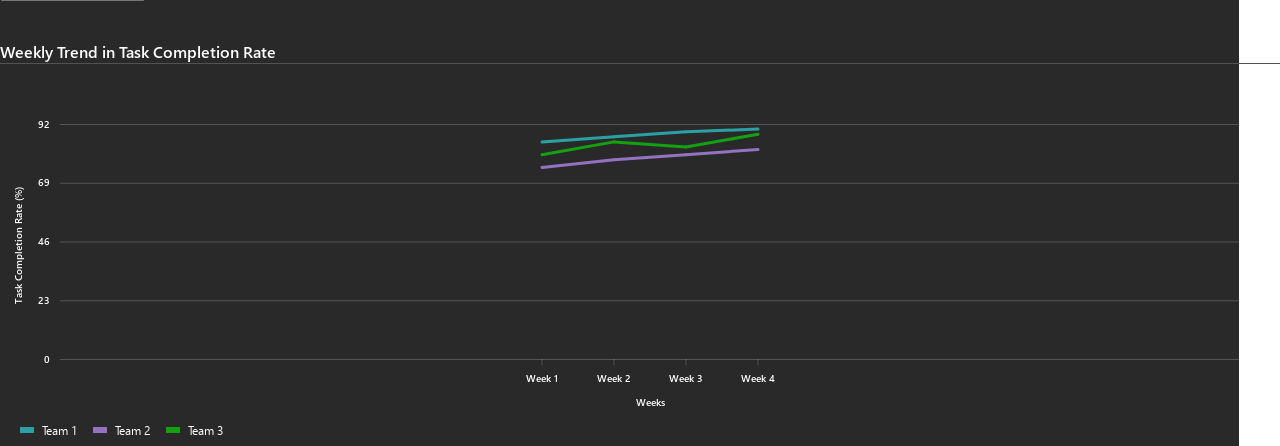 Weekly Trend in Task Completion Rate
92
69
46
23
0
Task Completion Rate (%)
Week 1 Week 2 Week 3 Week 4
Weeks
Team 1 Team 2 Team 3